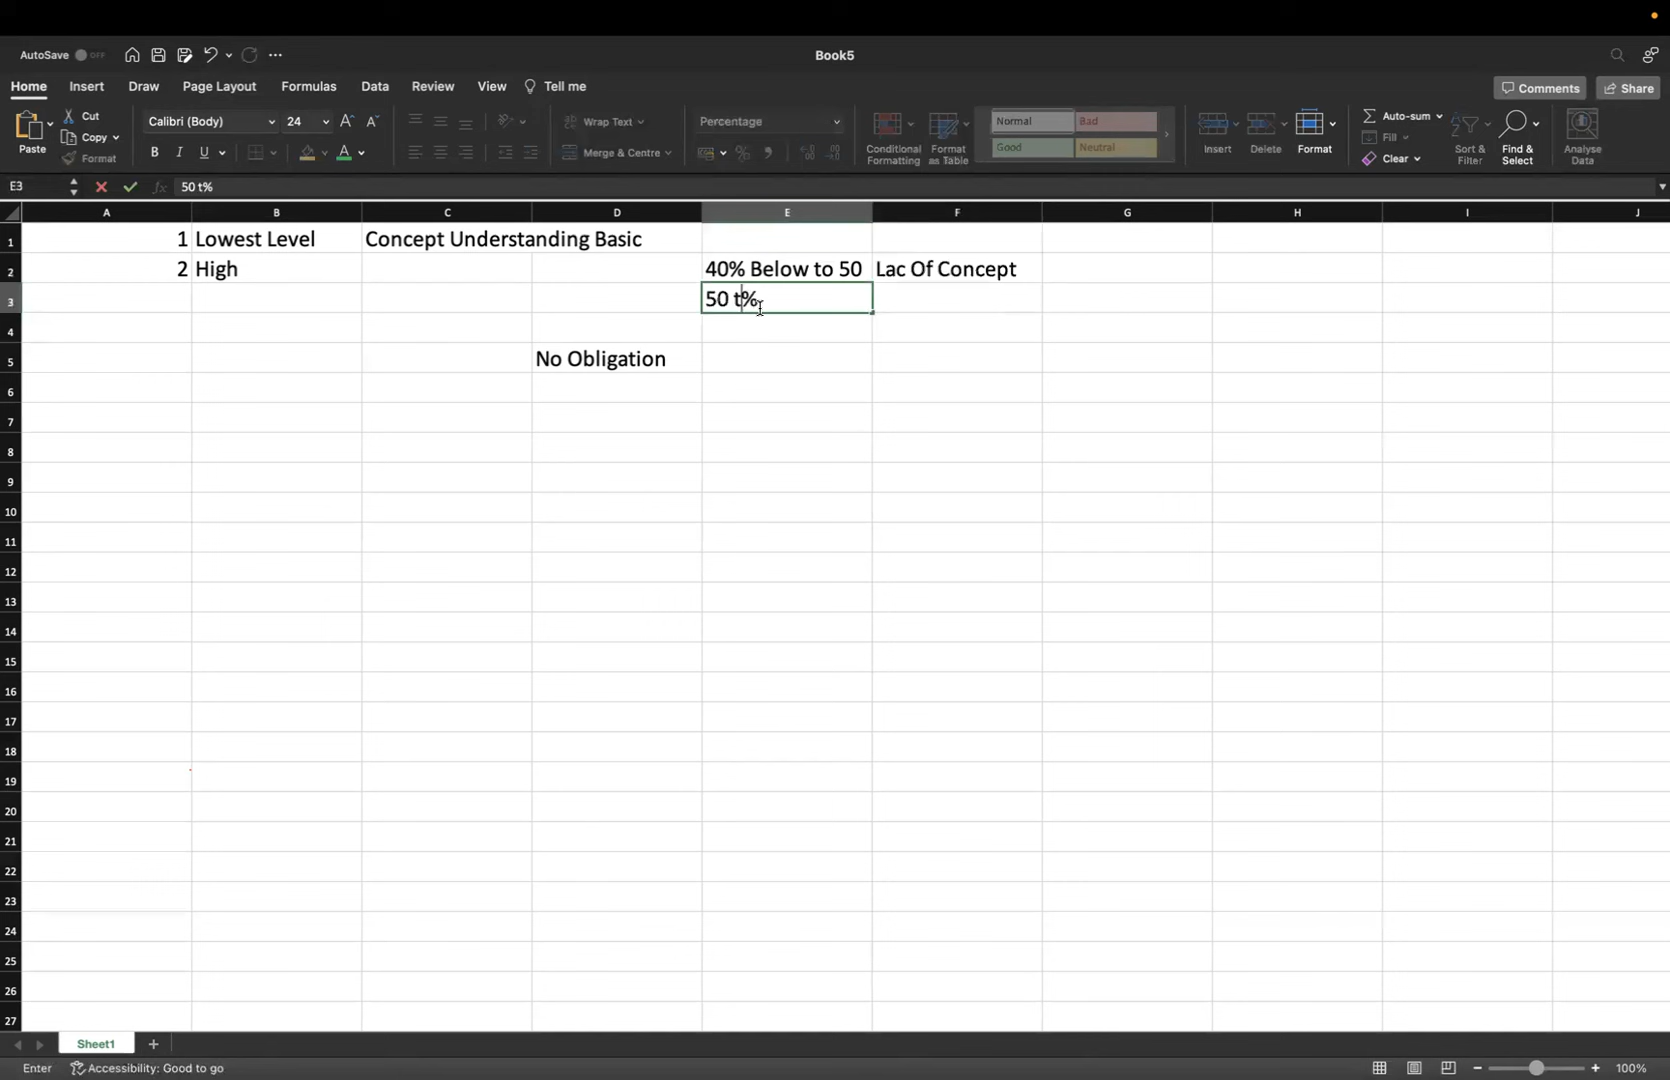 AutoSave OFF
Book5
Home Insert Draw Page Layout Formulas Data Review View Tell me
Comments Share
Paste
Cut
Copy
Format
Calibri (Body) 24 A A
B I U A
Wrap Text
Merge & Centre
Percentage
%
Conditional Formatting
Format as Table
Normal Bad
Good Neutral
Insert
Delete
Format
Auto-sum
Fill
Clear
Sort & Filter
Find & Select
Analyse Data
E3 fx 50 t%
A B C D E F G H I J
1 1 Lowest Level Concept Understanding Basic
2 2 High 40% Below to 50 Lac Of Concept
3 50 t%
4
5 No Obligation
6
7
8
9
10
11
12
13
14
15
16
17
18
19
20
21
22
23
24
25
26
27
Sheet1 +
Enter Accessibility: Good to go
100%